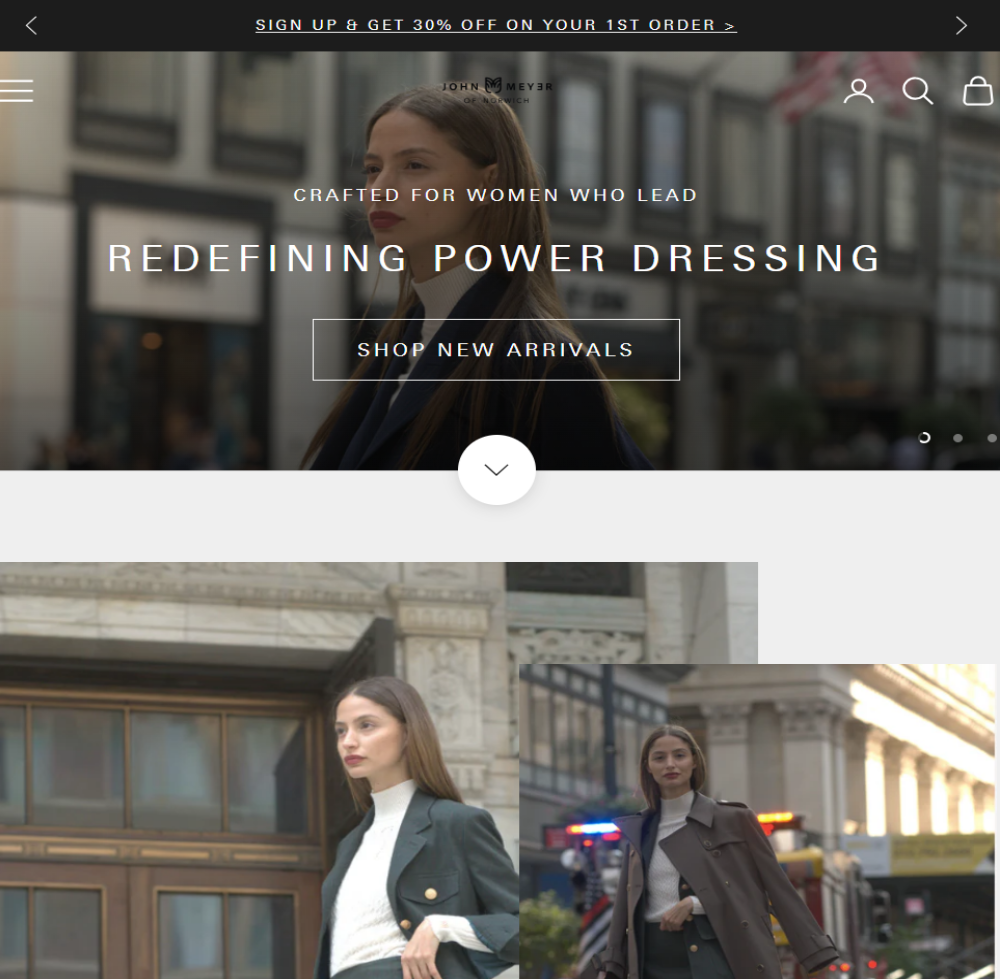 SIGN UP & GET 30% OFF ON YOUR 1ST ORDER >
JOHN MEYER
OF NORWICH
CRAFTED FOR WOMEN WHO LEAD
REDEFINING POWER DRESSING
SHOP NEW ARRIVALS